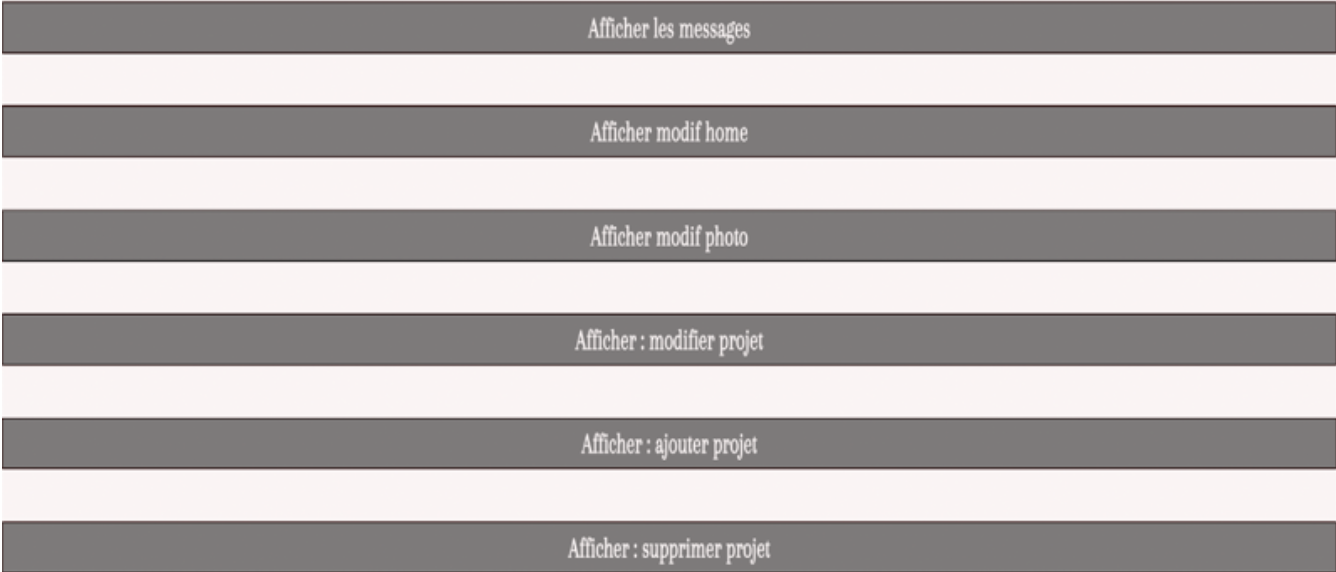 Afficher les messages
Afficher modif home
Afficher modif photo
Afficher : modifier projet
Afficher : ajouter projet
Afficher : supprimer projet